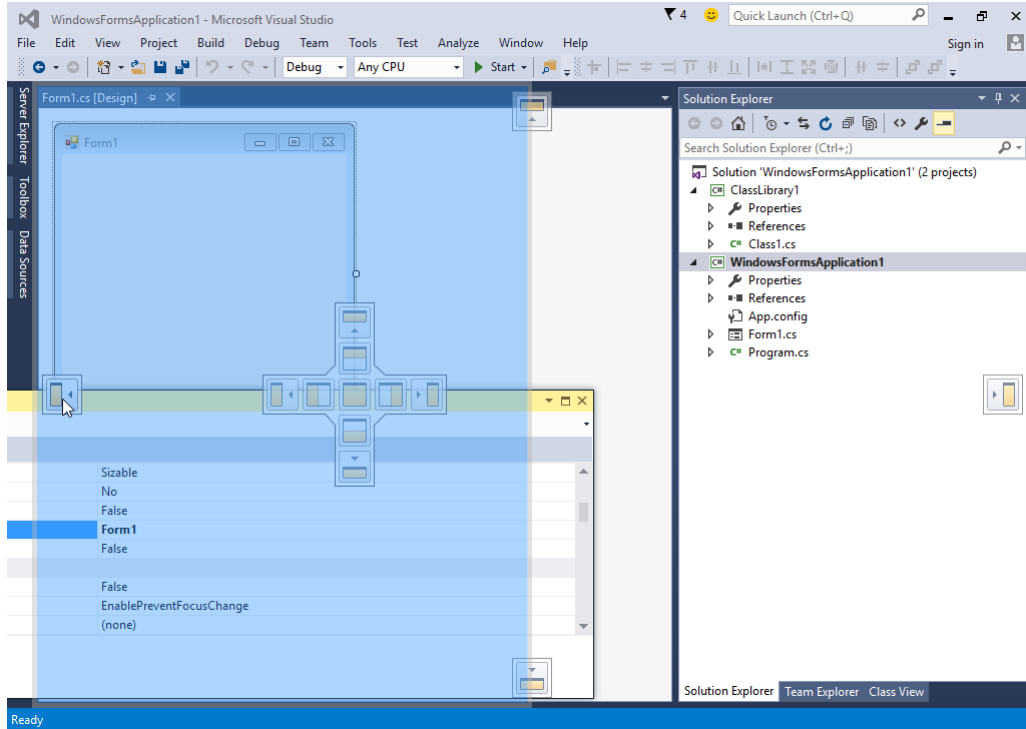 WindowsFormsApplication1 - Microsoft Visual Studio
4
Quick Launch (Ctrl+Q)
File Edit View Project Build Debug Team Tools Test Analyze Window Help
Sign in
Debug Any CPU Start
Server Explorer
Toolbox
Data Sources
Form1.cs [Design]
Form1
Sizable
No
False
Form1
False
False
EnablePreventFocusChange
(none)
Solution Explorer
Search Solution Explorer (Ctrl+;)
Solution 'WindowsFormsApplication1' (2 projects)
C# ClassLibrary1
Properties
References
C# Class1.cs
C# WindowsFormsApplication1
Properties
References
App.config
Form1.cs
C# Program.cs
Solution Explorer Team Explorer Class View
Ready